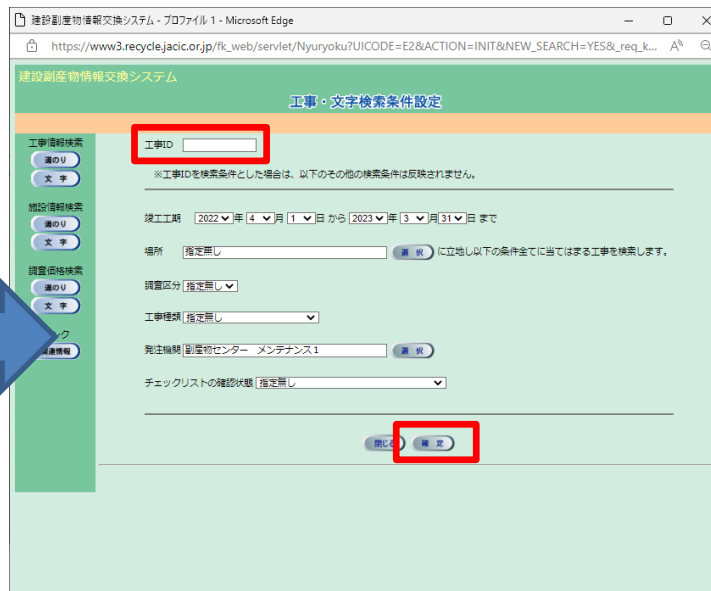 建設副産物情報交換システム - プロファイル 1 - Microsoft Edge
https://www3.recycle.jacic.or.jp/fk_web/servlet/Nyuryoku?UICODE=E2&ACTION=INIT&NEW_SEARCH=YES&_req_k...
建設副産物情報交換システム
工事・文字検索条件設定
工事情報検索
道のり
文 字
施設情報検索
道のり
文 字
調査価格検索
道のり
文 字
ック
関連情報
工事ID
※工事IDを検索条件とした場合は、以下のその他の検索条件は反映されません。
竣工工期 2022 年 4 月 1 日 から 2023 年 3 月 31 日 まで
場所 指定無し 選 択 に立地し以下の条件全てに当てはまる工事を検索します。
調査区分 指定無し
工事種類 指定無し
発注機関 副産物センター メンテナンス1 選 択
チェックリストの確認状態 指定無し
閉じる 確 定